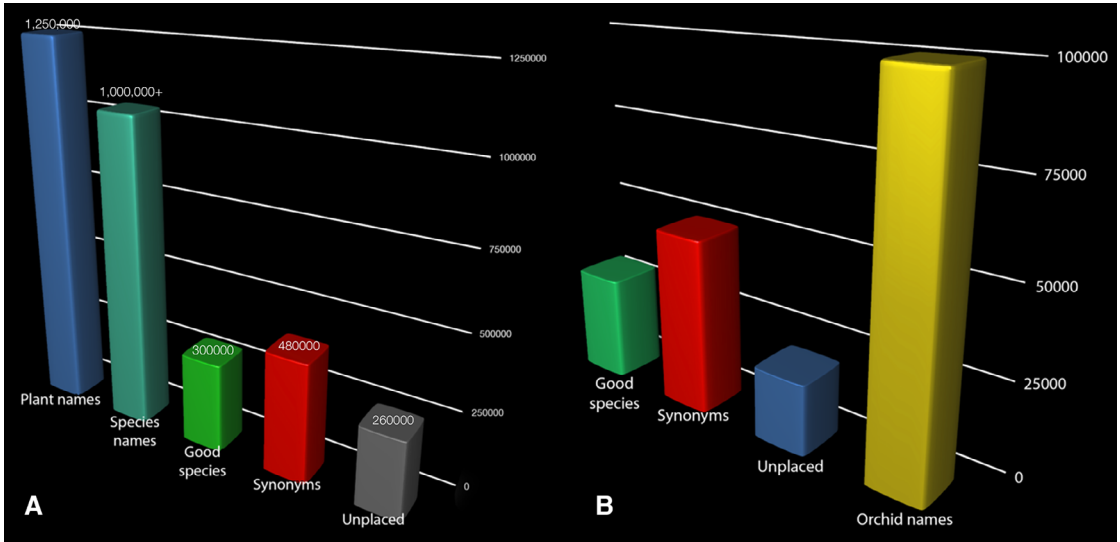 1,250,000
1250000
1,000,000+
1000000
750000
500000
300000
480000
250000
260000
0
Plant names
Species
names
Good
species
Synonyms
Unplaced
A
100000
75000
50000
25000
0
Good
species
Synonyms
Unplaced
Orchid names
B